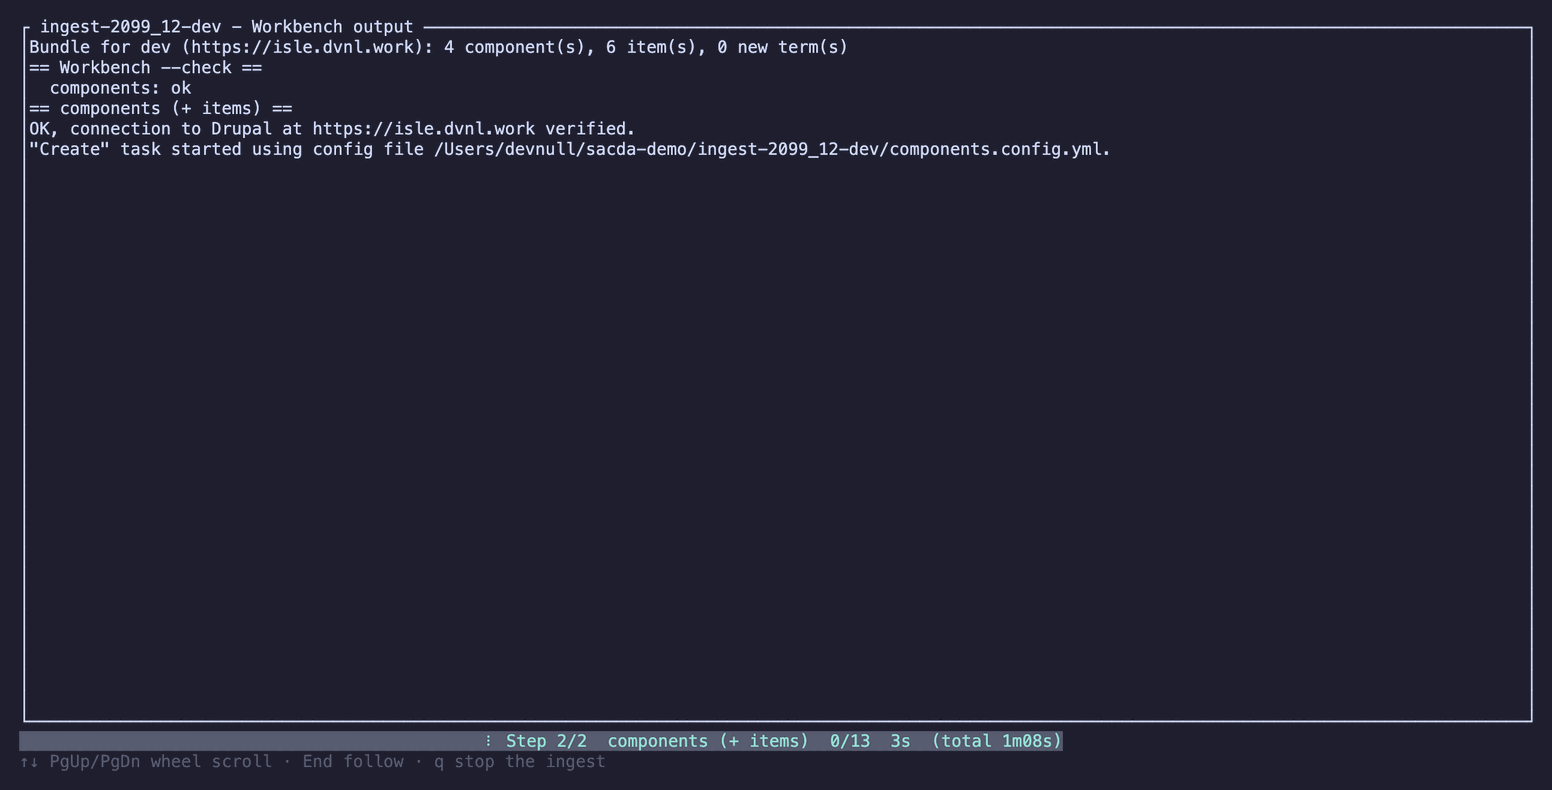 ingest-2099_12-dev - Workbench output
Bundle for dev (https://isle.dvnl.work): 4 component(s), 6 item(s), 0 new term(s)
== Workbench --check ==
  components: ok
== components (+ items) ==
OK, connection to Drupal at https://isle.dvnl.work verified.
"Create" task started using config file /Users/devnull/sacda-demo/ingest-2099_12-dev/components.config.yml.
⁝ Step 2/2  components (+ items)  0/13  3s  (total 1m08s)
↑↓ PgUp/PgDn wheel scroll · End follow · q stop the ingest